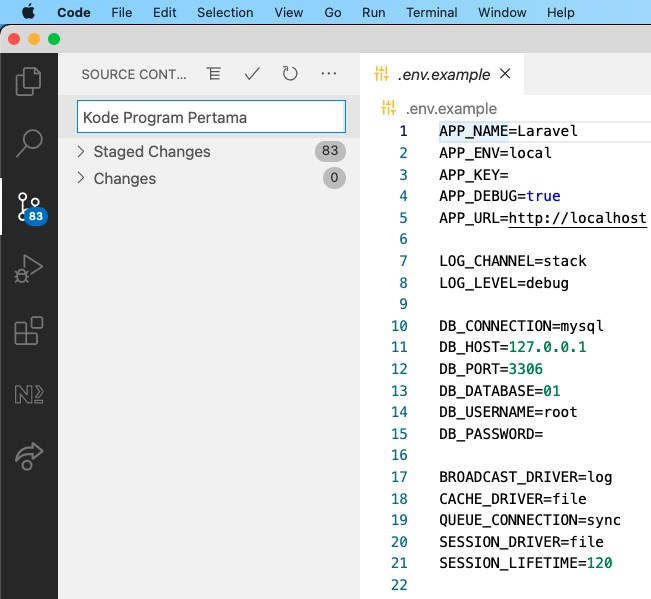 Code File Edit Selection View Go Run Terminal Window Help
SOURCE CONT... ...
.env.example
.env.example
Kode Program Pertama
Staged Changes 83
Changes 0
83
1 APP_NAME=Laravel
2 APP_ENV=local
3 APP_KEY=
4 APP_DEBUG=true
5 APP_URL=http://localhost
6
7 LOG_CHANNEL=stack
8 LOG_LEVEL=debug
9
10 DB_CONNECTION=mysql
11 DB_HOST=127.0.0.1
12 DB_PORT=3306
13 DB_DATABASE=01
14 DB_USERNAME=root
15 DB_PASSWORD=
16
17 BROADCAST_DRIVER=log
18 CACHE_DRIVER=file
19 QUEUE_CONNECTION=sync
20 SESSION_DRIVER=file
21 SESSION_LIFETIME=120
22